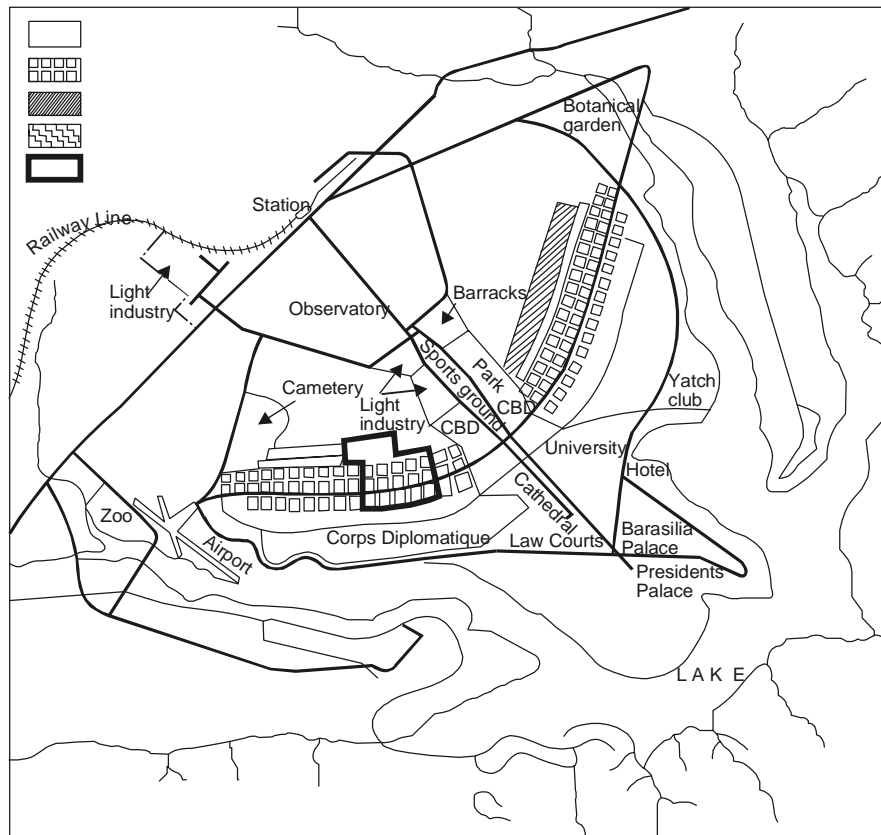 Botanical
garden
Station
Railway Line
Light
industry
Observatory
Barracks
Sports ground
Park
Cametery
Light
industry
CBD
CBD
Yatch
club
University
Hotel
Cathedral
Zoo
Airport
Corps Diplomatique
Law Courts
Barasilia
Palace
Presidents
Palace
LAKE